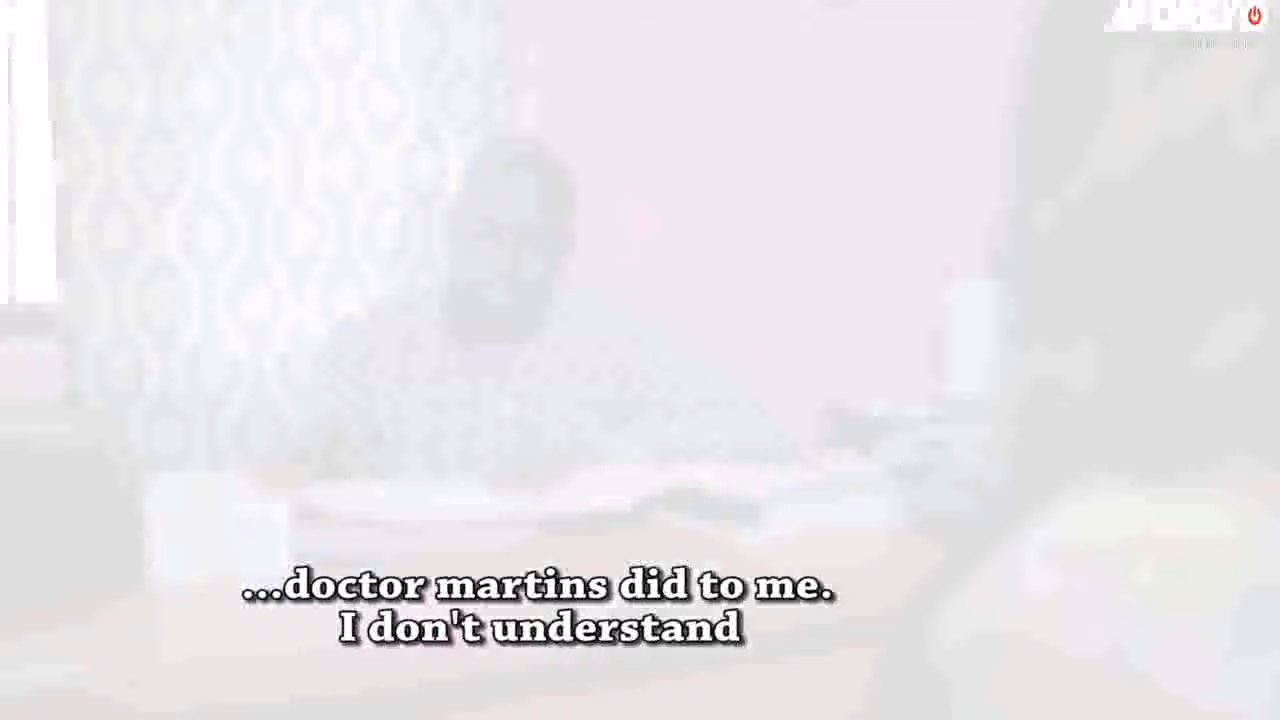 ...doctor martins did to me.
I don't understand